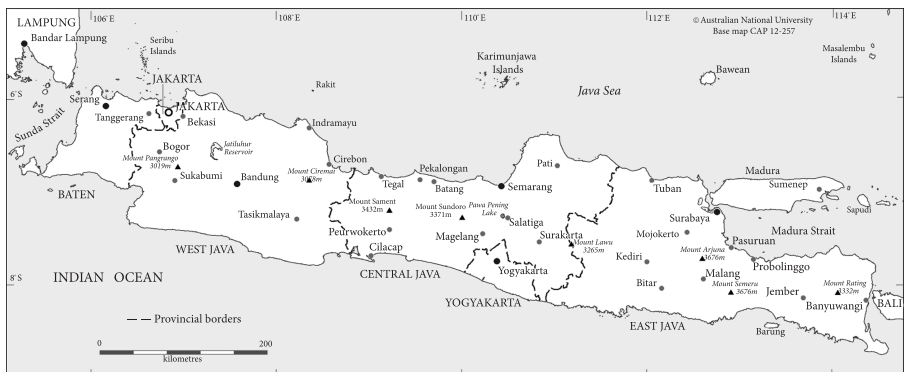 106˚E
108˚E
110˚E
112˚E
114˚E
LAMPUNG
© Australian National University
Base map CAP 12-257
Bandar Lampung
Seribu
Islands
Masalembu
Islands
Karimunjawa
Islands
Bawean
JAKARTA
Rakit
Java Sea
6˚S
Serang
JAKARTA
Tanggerang
Bekasi
Indramayu
Sunda Strait
Bogor
Jatiluhur
Reservoir
Mount Pangrango
3019m
Cirebon
Pati
Pekalongan
Madura
Mount Ciremui
3078m
BATEN
Sukabumi
Bandung
Tegal
Batang
Semarang
Tuban
Sumenep
Mount Sament
3432m
Mount Sundoro
3371m
Pawa Pening
Lake
Sapudi
Tasikmalaya
Salatiga
Surabaya
Peurwokerto
Magelang
Surakarta
Mojokerto
Madura Strait
WEST JAVA
Cilacap
Mount Lawu
3265m
Mount Arjuna
3676m
Pasuruan
Kediri
Probolinggo
INDIAN OCEAN
8˚S
CENTRAL JAVA
Yogyakarta
Malang
Bitar
Mount Semeru
3676m
Mount Rating
3332m
Jember
YOGYAKARTA
Banyuwangi
BALI
Provincial borders
EAST JAVA
Barung
0
200
kilometres